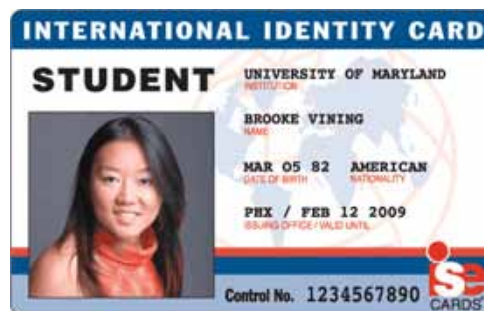 INTERNATIONAL IDENTITY CARD
STUDENT
UNIVERSITY OF MARYLAND
INSTITUTION
BROOKE VINING
NAME
MAR 05 82 AMERICAN
DATE OF BIRTH NATIONALITY
PHX / FEB 12 2009
ISSUING OFFICE / VALID UNTIL
Control No. 1234567890
ise
CARDS